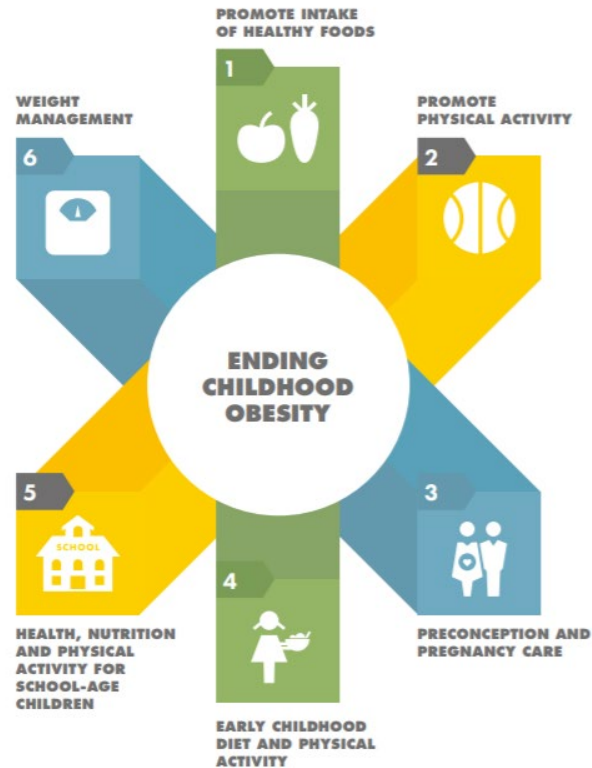 PROMOTE INTAKE
OF HEALTHY FOODS
1
WEIGHT
MANAGEMENT
6
PROMOTE
PHYSICAL ACTIVITY
2
ENDING
CHILDHOOD
OBESITY
5
SCHOOL
HEALTH, NUTRITION
AND PHYSICAL
ACTIVITY FOR
SCHOOL-AGE
CHILDREN
3
PRECONCEPTION AND
PREGNANCY CARE
4
EARLY CHILDHOOD
DIET AND PHYSICAL
ACTIVITY